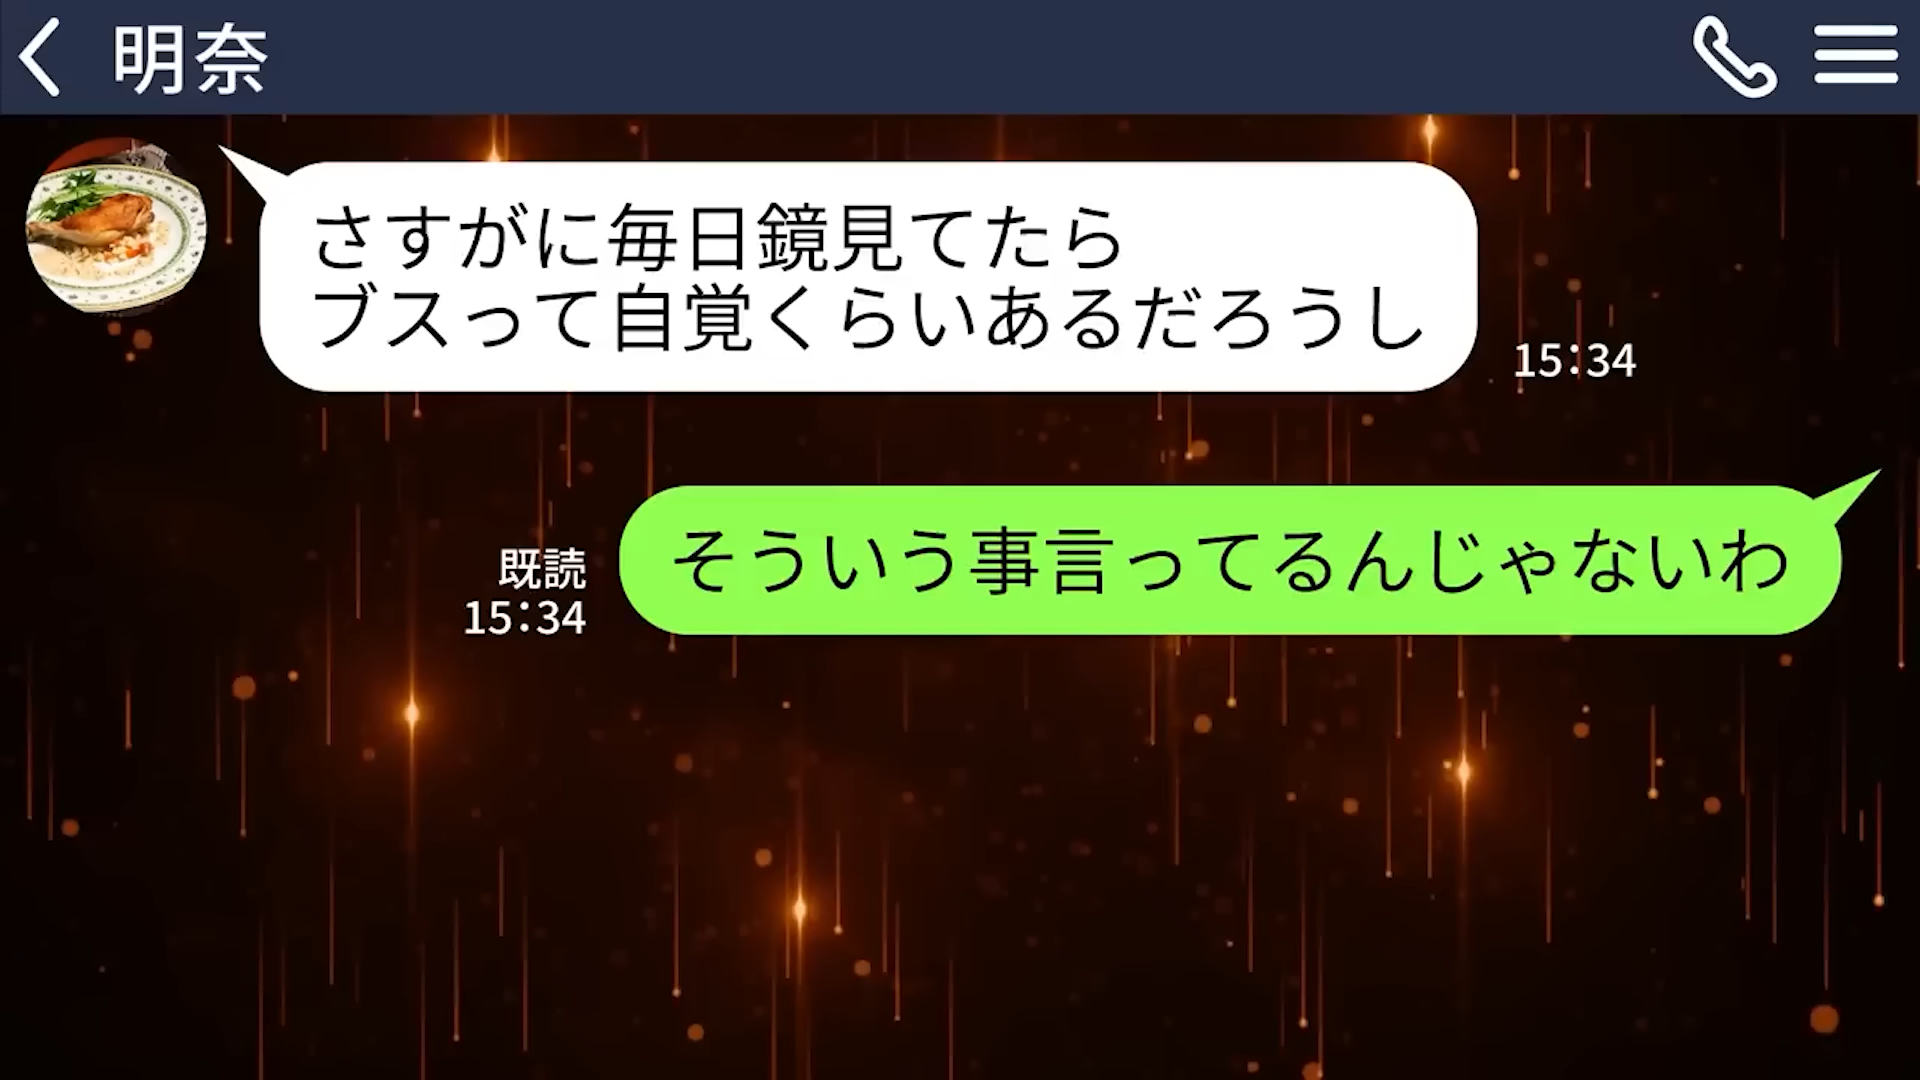 明奈
さすがに毎日鏡見てたら
ブスって自覚くらいあるだろうし
15:34
そういう事言ってるんじゃないわ
既読
15:34